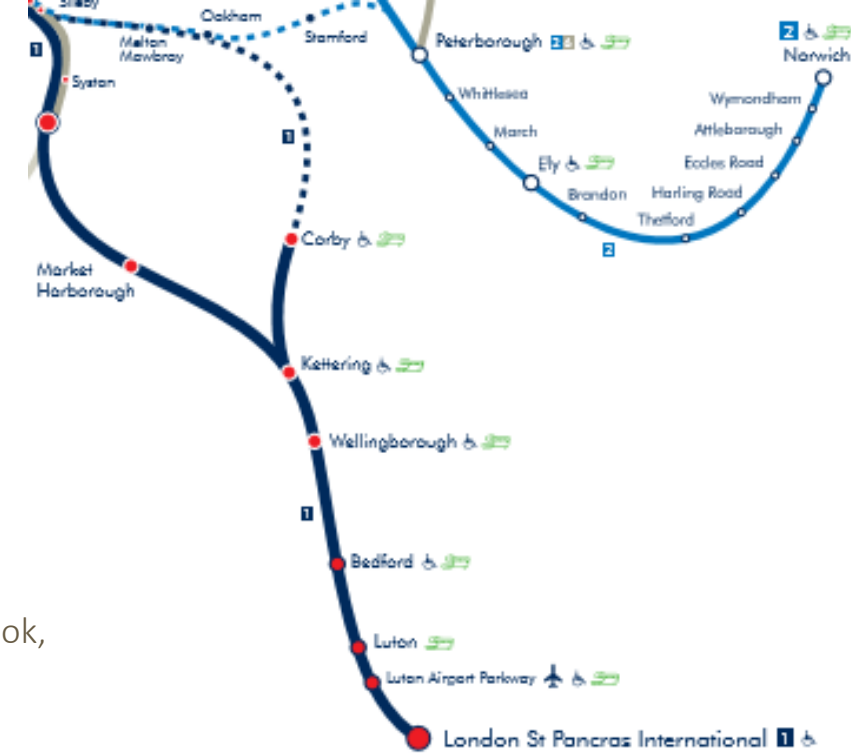 Sileby
Oakham
1
Melton
Mowbray
Stamford
Peterborough 2
2
Norwich
Syston
Whittlesea
Wymondham
1
March
Attleborough
Ely
Eccles Road
Brandon
Harling Road
Thetford
Corby
2
Market
Harborough
Kettering
Wellingborough
1
Bedford
ok,
Luton
Luton Airport Parkway
London St Pancras International 1